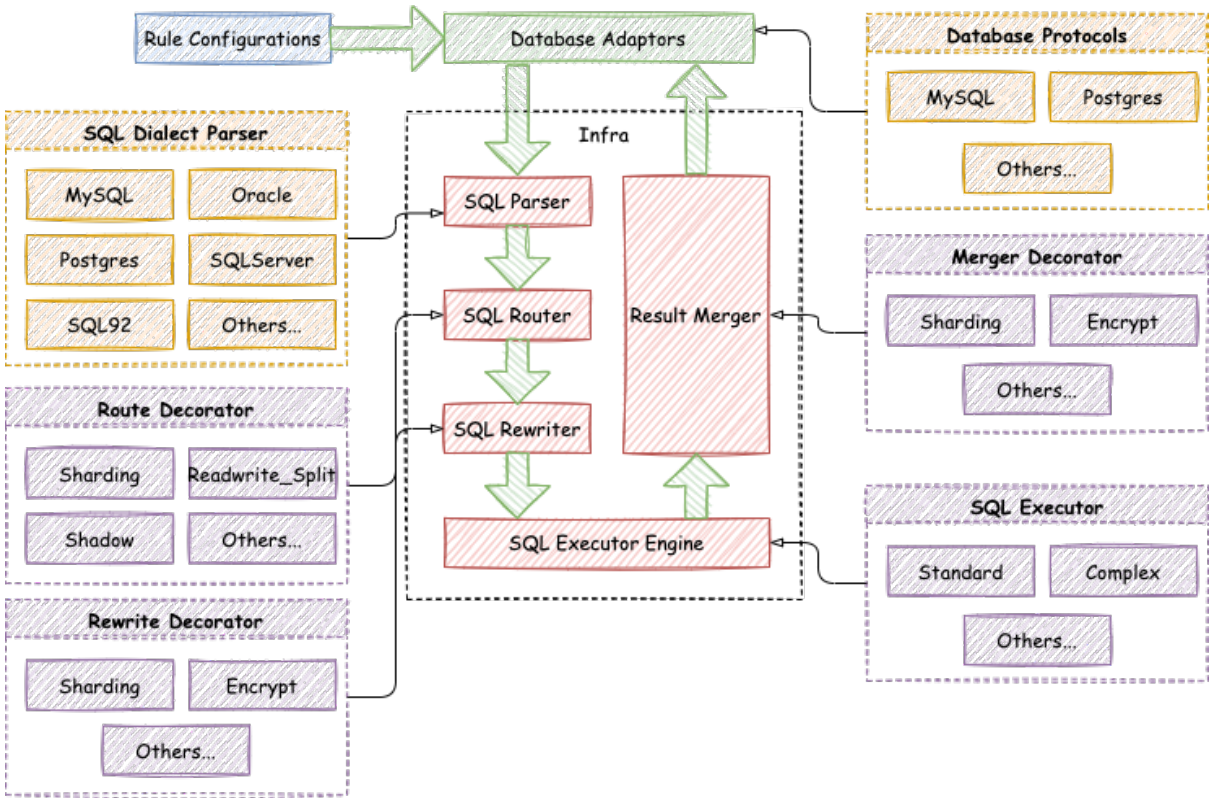 Rule Configurations
Database Adaptors
Database Protocols
MySQL
Postgres
Others...
SQL Dialect Parser
MySQL
Oracle
Postgres
SQLServer
SQL92
Others...
Infra
SQL Parser
SQL Router
SQL Rewriter
Result Merger
SQL Executor Engine
Merger Decorator
Sharding
Encrypt
Others...
Route Decorator
Sharding
Readwrite_Split
Shadow
Others...
SQL Executor
Standard
Complex
Others...
Rewrite Decorator
Sharding
Encrypt
Others...